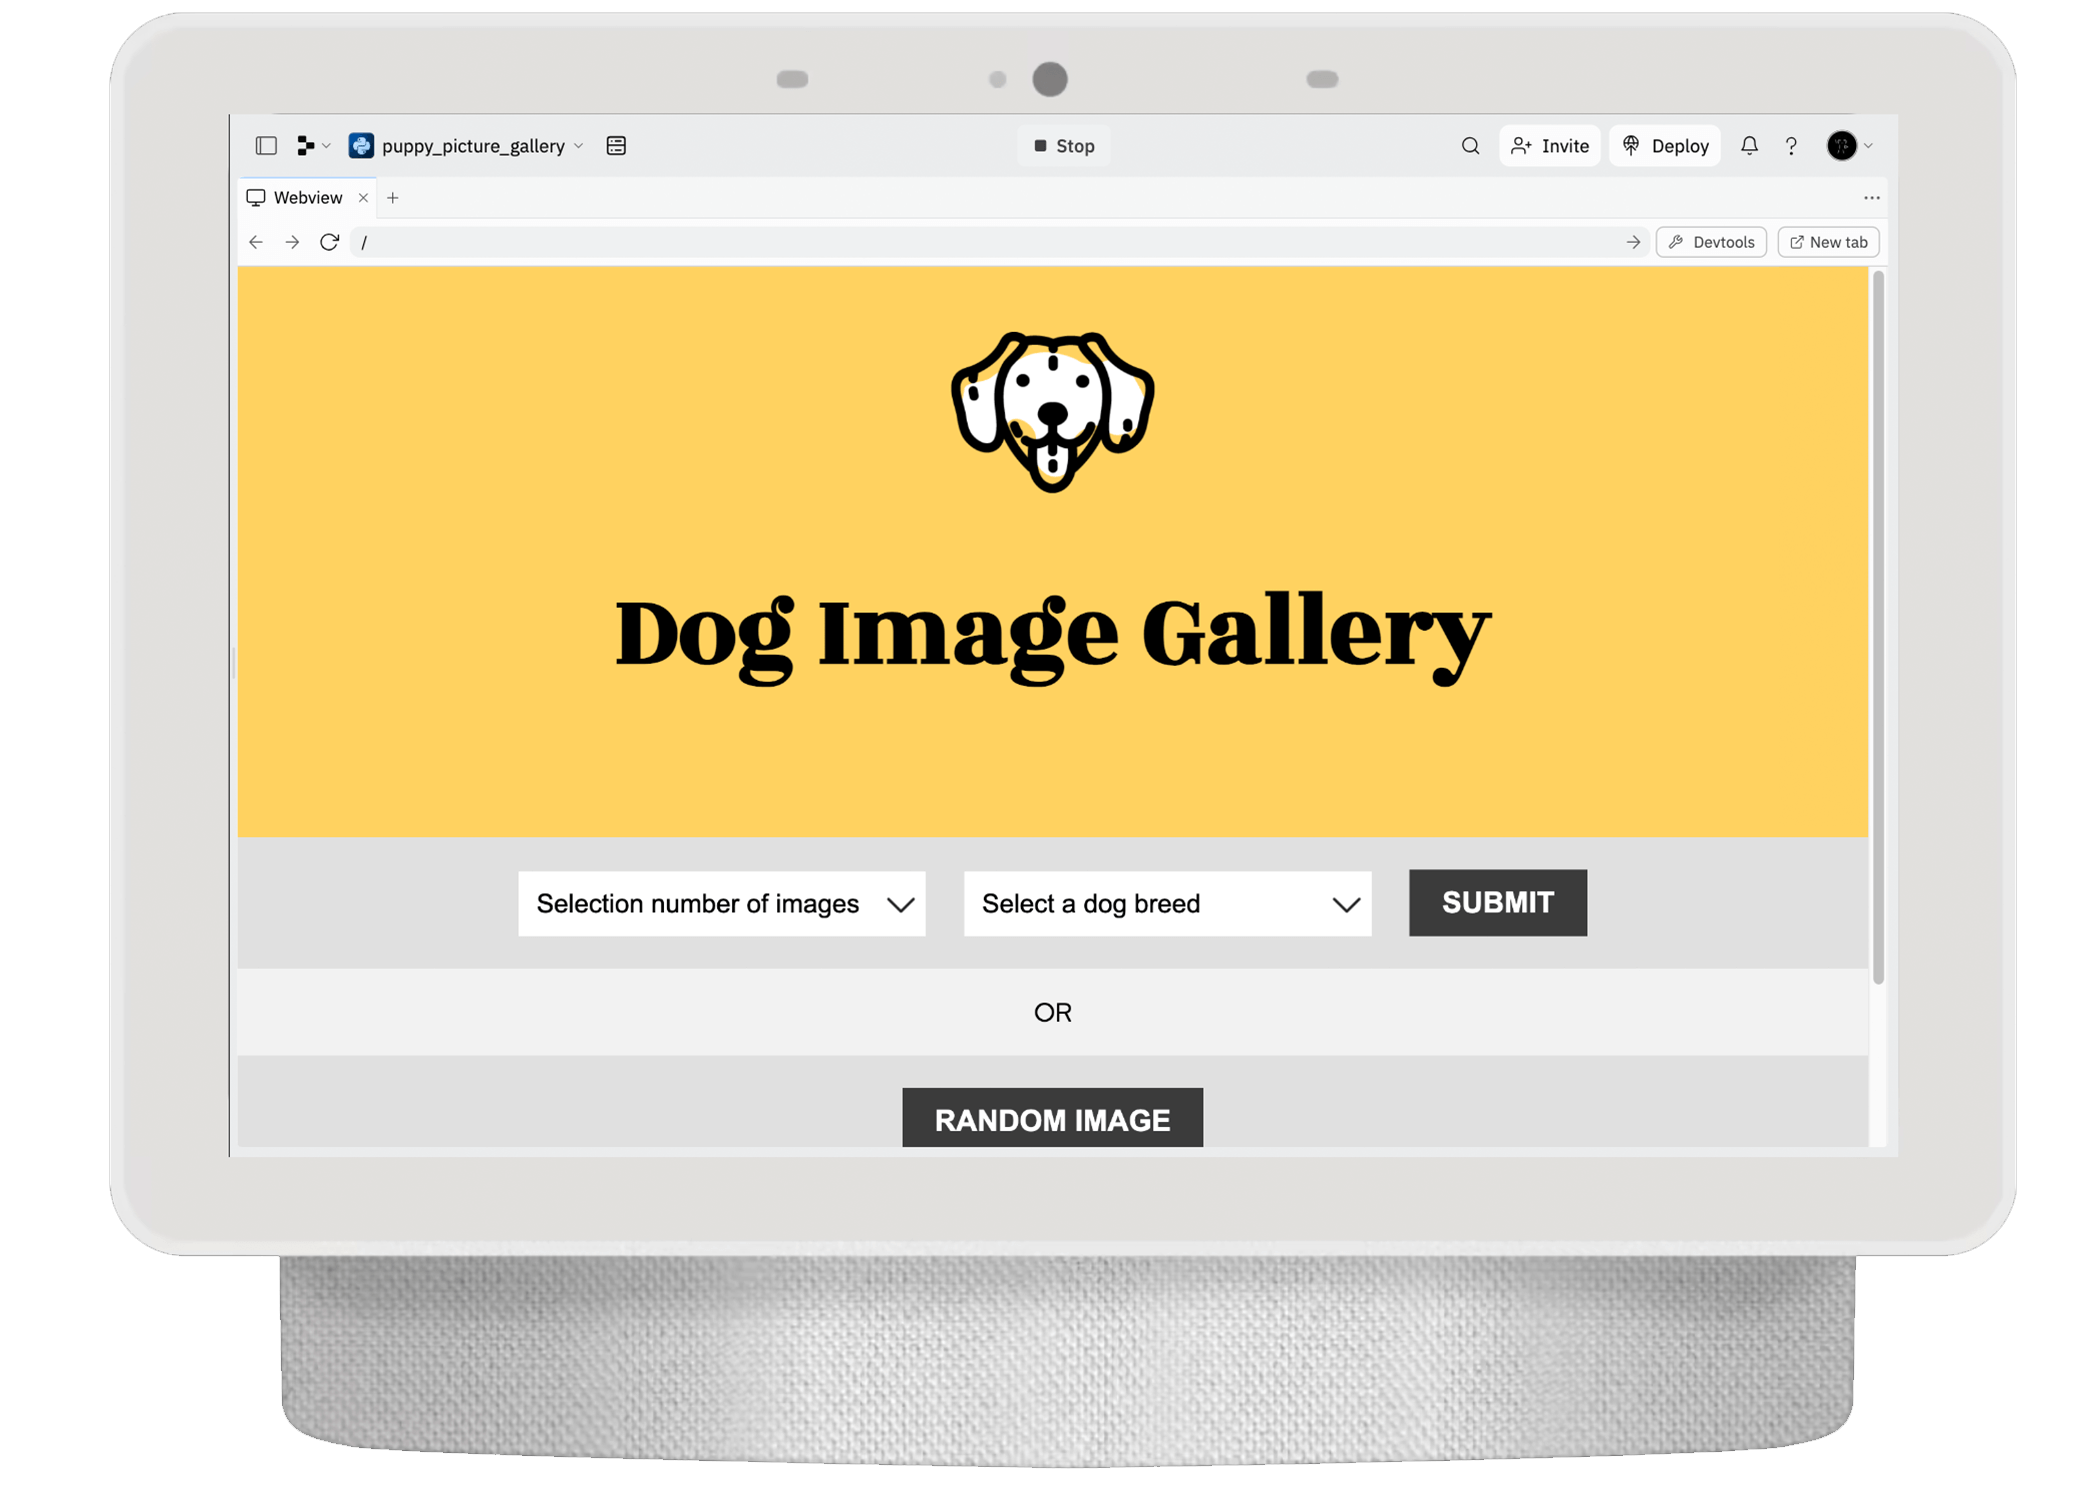 puppy_picture_gallery
Stop
Invite
Deploy
?
Webview
/
Devtools
New tab
Dog Image Gallery
Selection number of images
Select a dog breed
SUBMIT
OR
RANDOM IMAGE